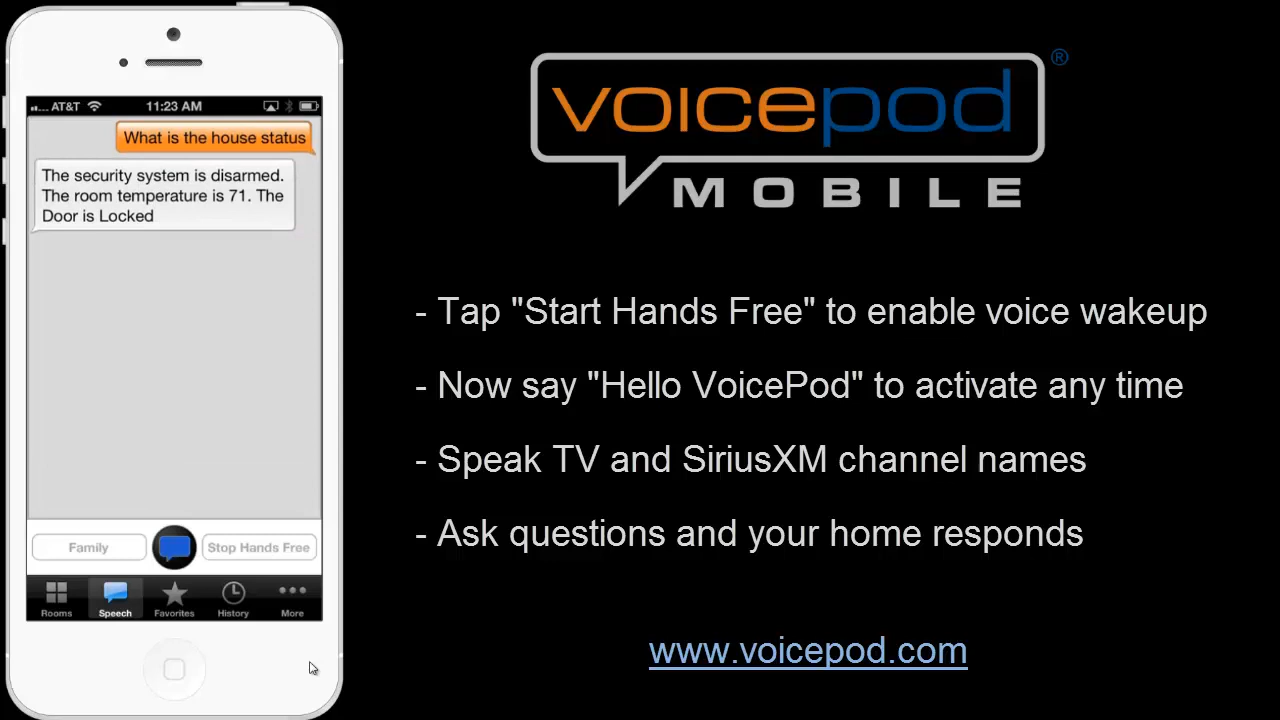 AT&T 11:23 AM
What is the house status
The security system is disarmed.
The room temperature is 71. The
Door is Locked
Family
Stop Hands Free
Rooms Speech Favorites History More
voicepod®
MOBILE
- Tap "Start Hands Free" to enable voice wakeup
- Now say "Hello VoicePod" to activate any time
- Speak TV and SiriusXM channel names
- Ask questions and your home responds
www.voicepod.com